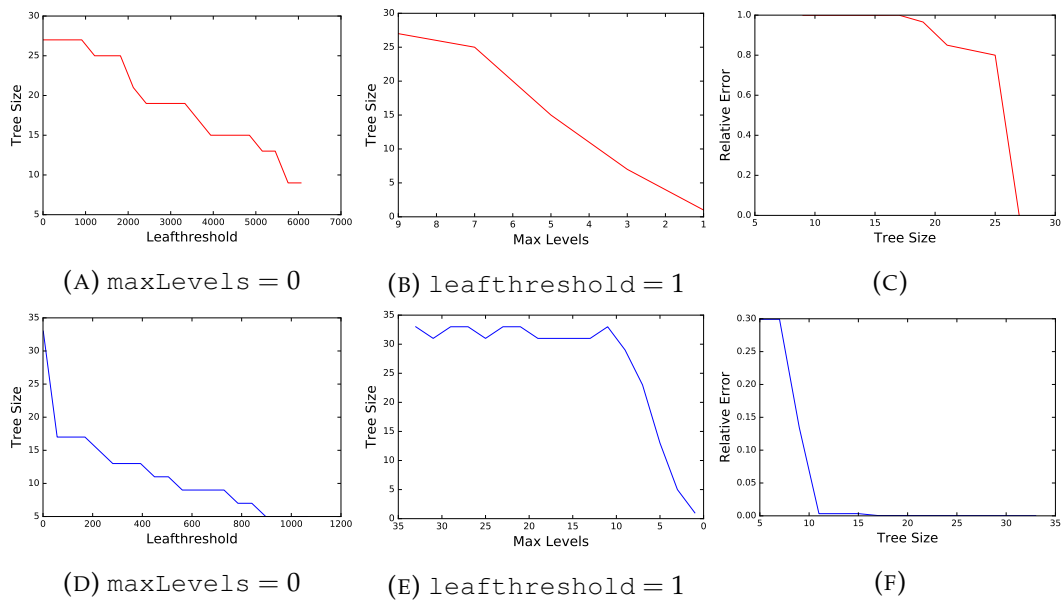 30
25
20
15
10
5
0 1000 2000 3000 4000 5000 6000 7000
Tree Size
Leafthreshold
30
25
20
15
10
5
0
9 8 7 6 5 4 3 2 1
Tree Size
Max Levels
1.0
0.8
0.6
0.4
0.2
0.0
5 10 15 20 25 30
Relative Error
Tree Size
(A) maxLevels = 0
(B) leafthreshold = 1
(C)
35
30
25
20
15
10
5
0 200 400 600 800 1000 1200
Tree Size
Leafthreshold
35
30
25
20
15
10
5
0
35 30 25 20 15 10 5 0
Tree Size
Max Levels
0.30
0.25
0.20
0.15
0.10
0.05
0.00
5 10 15 20 25 30 35
Relative Error
Tree Size
(D) maxLevels = 0
(E) leafthreshold = 1
(F)